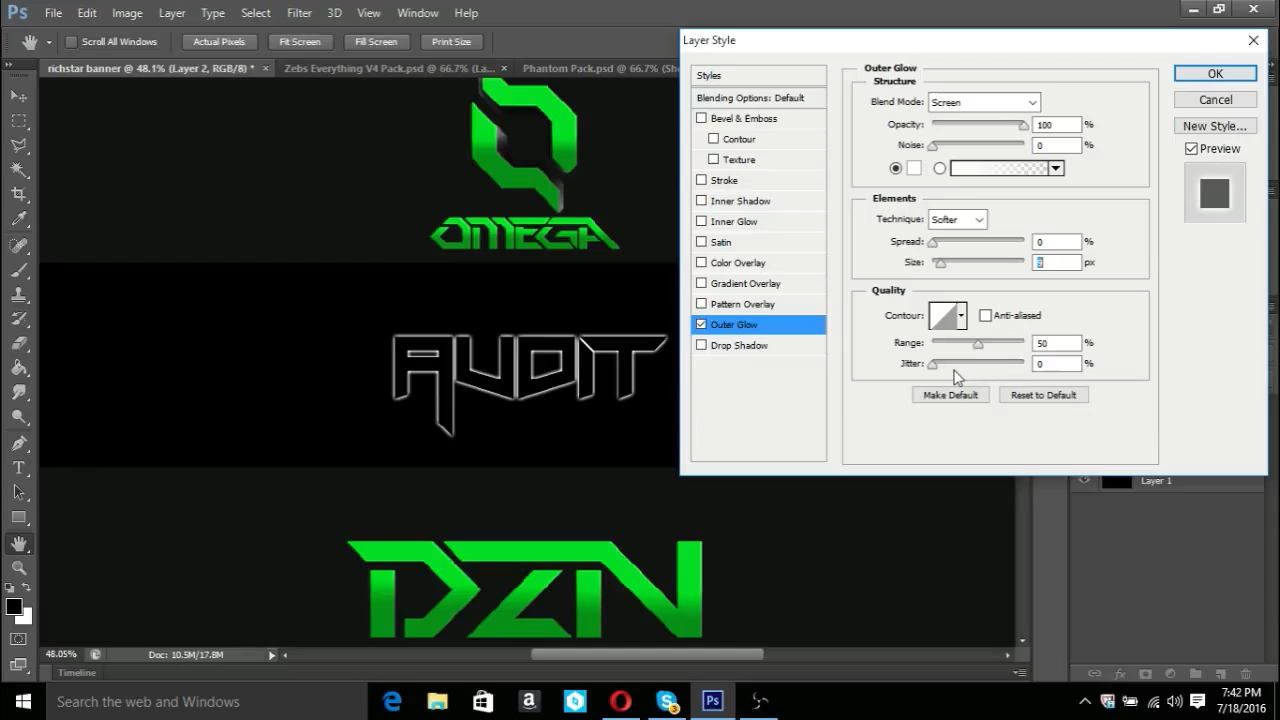 Ps File Edit Image Layer Type Select Filter 3D View Window Help
Scroll All Windows Actual Pixels Fit Screen Fill Screen Print Size
richstar banner @ 48.1% (Layer 2, RGB/8) * × Zebs Everything V4 Pack.psd @ 66.7% (La... × Phantom Pack.psd @ 66.7% (Sh
OMEGA
AUDIT
DZN
48.05% Doc: 10.5M/17.8M
Timeline
Layer Style
Styles
Blending Options: Default
Bevel & Emboss
Contour
Texture
Stroke
Inner Shadow
Inner Glow
Satin
Color Overlay
Gradient Overlay
Pattern Overlay
Outer Glow
Drop Shadow
Outer Glow
Structure
Blend Mode: Screen
Opacity: 100 %
Noise: 0 %
Elements
Technique: Softer
Spread: 0 %
Size: 9 px
Quality
Contour: Anti-aliased
Range: 50 %
Jitter: 0 %
Make Default Reset to Default
OK
Cancel
New Style...
Preview
Layer 1
Search the web and Windows
7:42 PM
7/18/2016